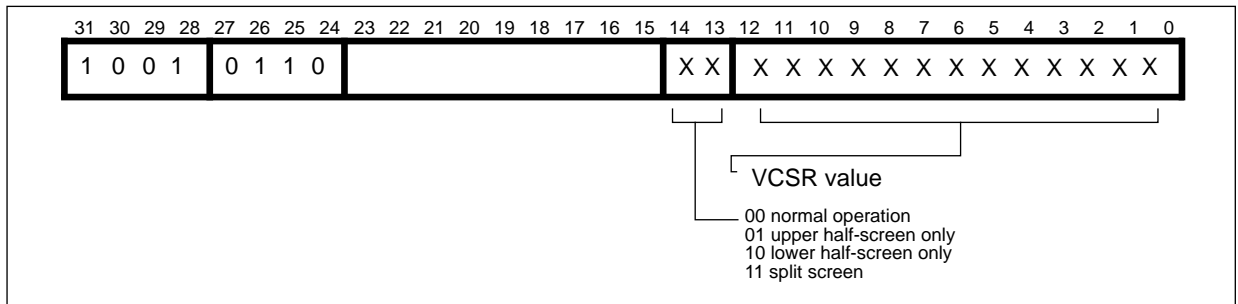 31 30 29 28 27 26 25 24 23 22 21 20 19 18 17 16 15 14 13 12 11 10 9 8 7 6 5 4 3 2 1 0
1 0 0 1 0 1 1 0 X X X X X X X X X X X X X X X
VCSR value
00 normal operation
01 upper half-screen only
10 lower half-screen only
11 split screen